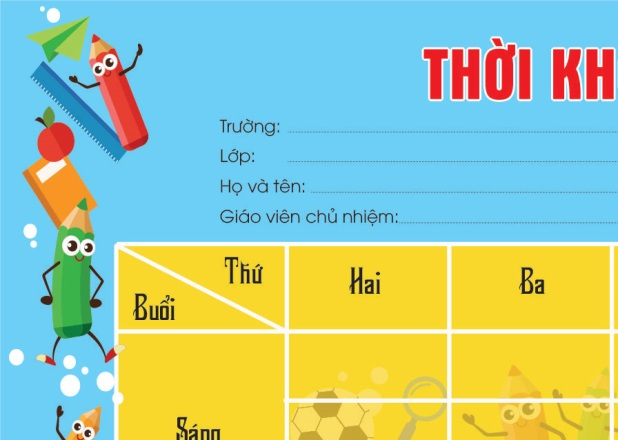 THỜI KH
Trường:
Lớp:
Họ và tên:
Giáo viên chủ nhiệm:
Thứ Hai Ba
Buổi
Sáng